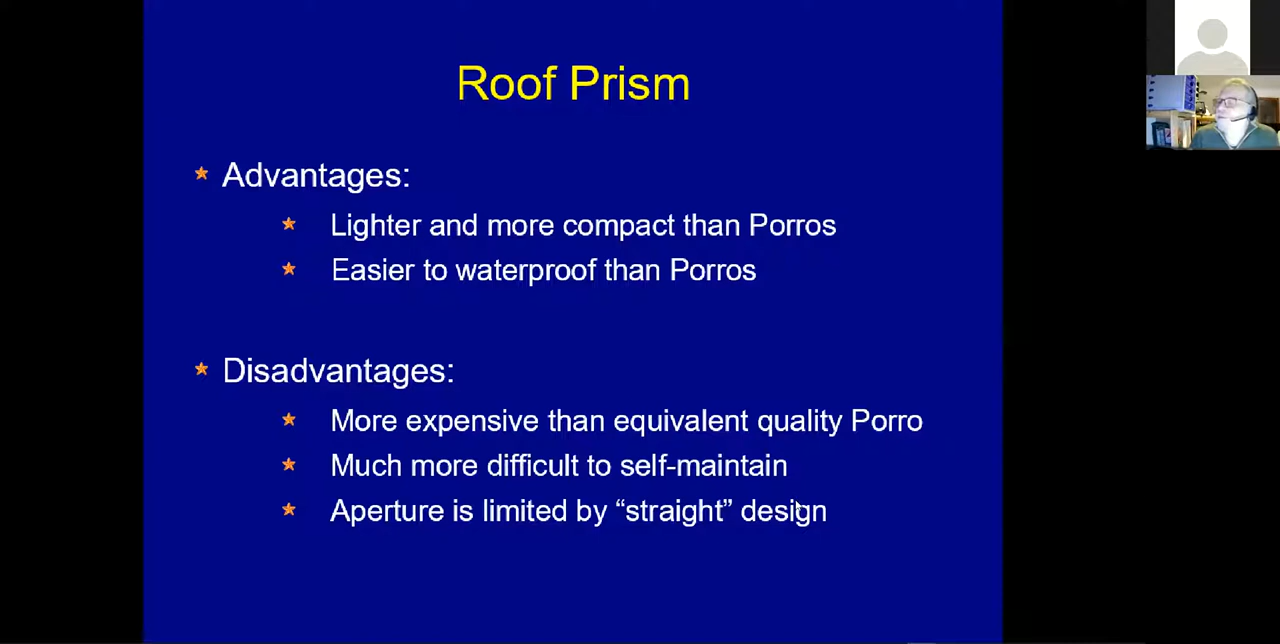 Roof Prism
Advantages:
Lighter and more compact than Porros
Easier to waterproof than Porros
Disadvantages:
More expensive than equivalent quality Porro
Much more difficult to self-maintain
Aperture is limited by “straight” design